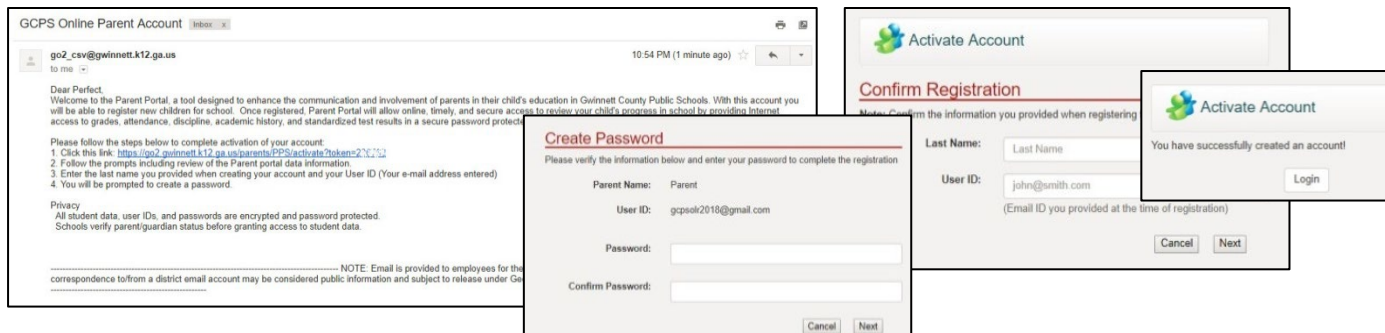 GCPS Online Parent Account Inbox x
go2_csv@gwinnett.k12.ga.us 10:54 PM (1 minute ago)
to me
Dear Perfect,
Welcome to the Parent Portal, a tool designed to enhance the communication and involvement of parents in their child's education in Gwinnett County Public Schools. With this account you
will be able to register new children for school. Once registered, Parent Portal will allow online, timely, and secure access to review your child's progress in school by providing Internet
access to grades, attendance, discipline, academic history, and standardized test results in a secure password protecte
Please follow the steps below to complete activation of your account:
1. Click this link: https://go2.gwinnett.k12.ga.us/parents/PPS/activate?token=2
2. Follow the prompts including review of the Parent portal data information.
3. Enter the last name you provided when creating your account and your User ID (Your e-mail address entered)
4. You will be prompted to create a password.
Privacy
All student data, user IDs, and passwords are encrypted and password protected.
Schools verify parent/guardian status before granting access to student data.
NOTE: Email is provided to employees for the
correspondence to/from a district email account may be considered public information and subject to release under Ge
Create Password
Please verify the information below and enter your password to complete the registration
Parent Name: Parent
User ID: gcpsolr2018@gmail.com
Password:
Confirm Password:
Cancel Next
Activate Account
Confirm Registration
Note: Confirm the information you provided when registering
Last Name: Last Name
User ID: john@smith.com
(Email ID you provided at the time of registration)
Cancel Next
Activate Account
You have successfully created an account!
Login